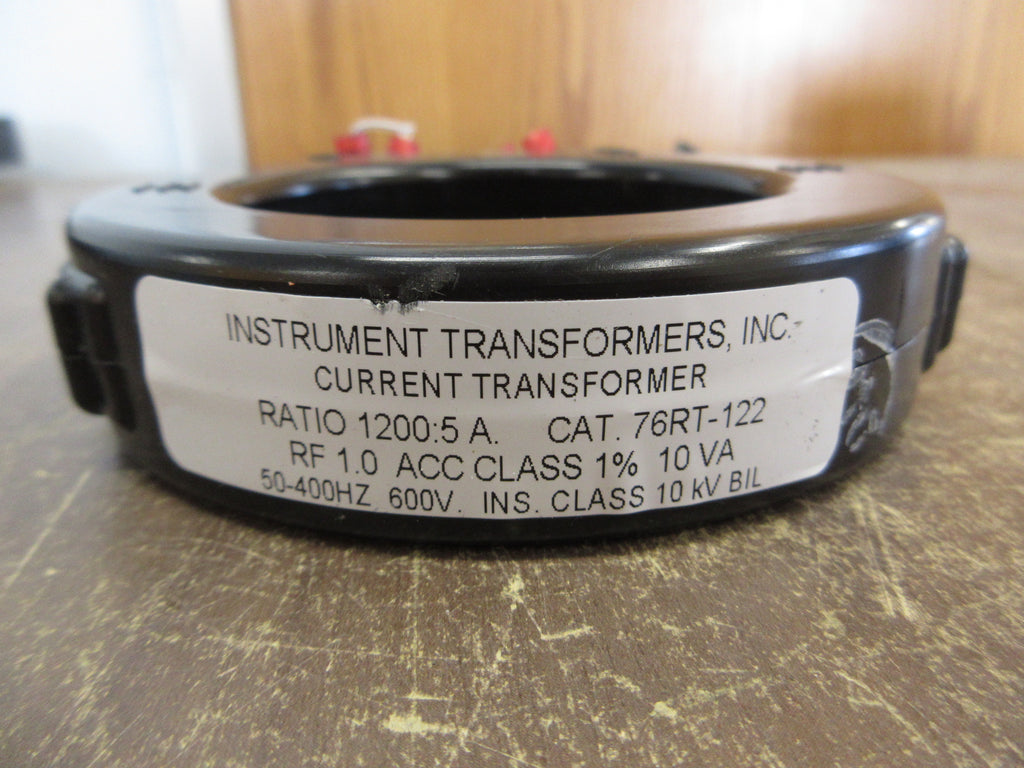 INSTRUMENT TRANSFORMERS, INC.
CURRENT TRANSFORMER
RATIO 1200:5 A. CAT. 76RT-122
RF 1.0 ACC CLASS 1% 10 VA
50-400HZ, 600V. INS. CLASS 10 kV BIL